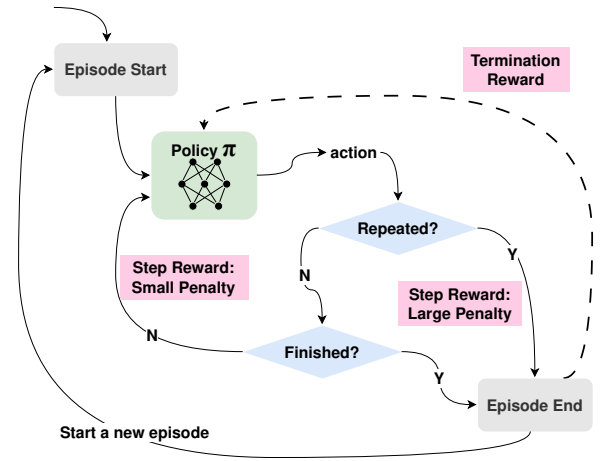 Termination
Reward
Episode Start
Policy π
action
Repeated?
Y
N
Step Reward:
Small Penalty
Step Reward:
Large Penalty
N
Finished?
Y
Episode End
Start a new episode